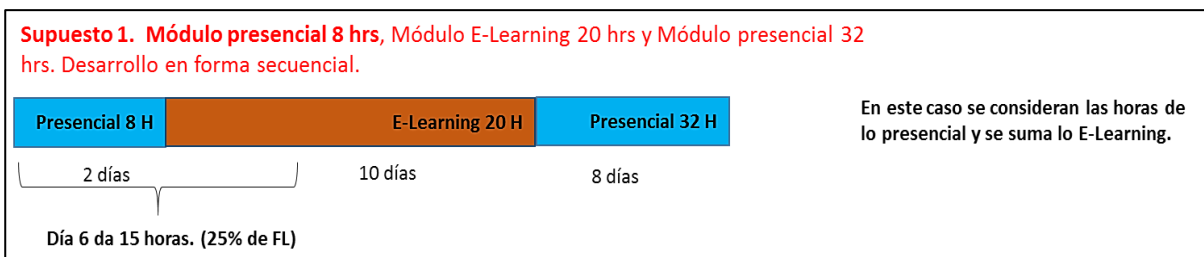 Supuesto 1. Módulo presencial 8 hrs, Módulo E-Learning 20 hrs y Módulo presencial 32
hrs. Desarrollo en forma secuencial.
Presencial 8 H
E-Learning 20 H
Presencial 32 H
En este caso se consideran las horas de
lo presencial y se suma lo E-Learning.
2 días
10 días
8 días
Día 6 da 15 horas. (25% de FL)